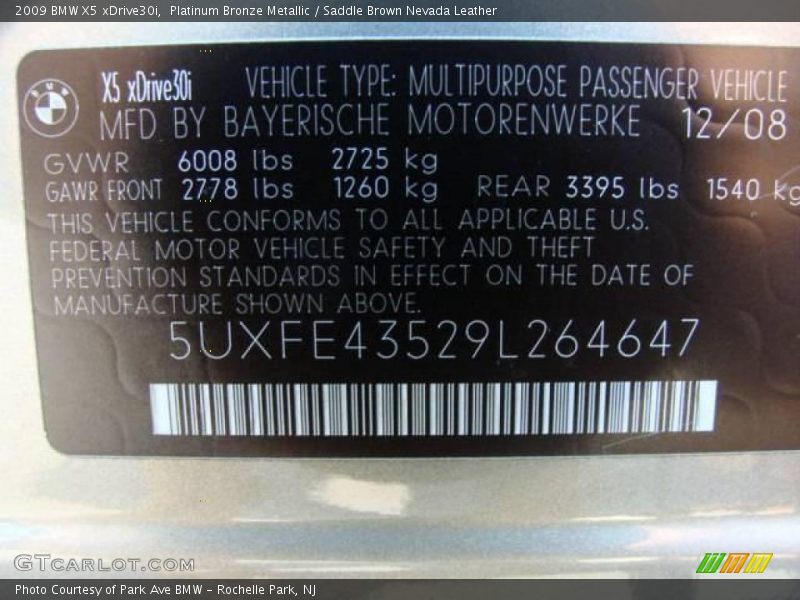 2009 BMW X5 xDrive30i, Platinum Bronze Metallic / Saddle Brown Nevada Leather
BMW X5 xDrive30i VEHICLE TYPE: MULTIPURPOSE PASSENGER VEHICLE
MFD BY BAYERISCHE MOTORENWERKE 12/08
GVWR 6008 lbs 2725 kg
GAWR FRONT 2778 lbs 1260 kg REAR 3395 lbs 1540 kg
THIS VEHICLE CONFORMS TO ALL APPLICABLE U.S.
FEDERAL MOTOR VEHICLE SAFETY AND THEFT
PREVENTION STANDARDS IN EFFECT ON THE DATE OF
MANUFACTURE SHOWN ABOVE.
5UXFE43529L264647
GTCARLOT.COM
Photo Courtesy of Park Ave BMW - Rochelle Park, NJ